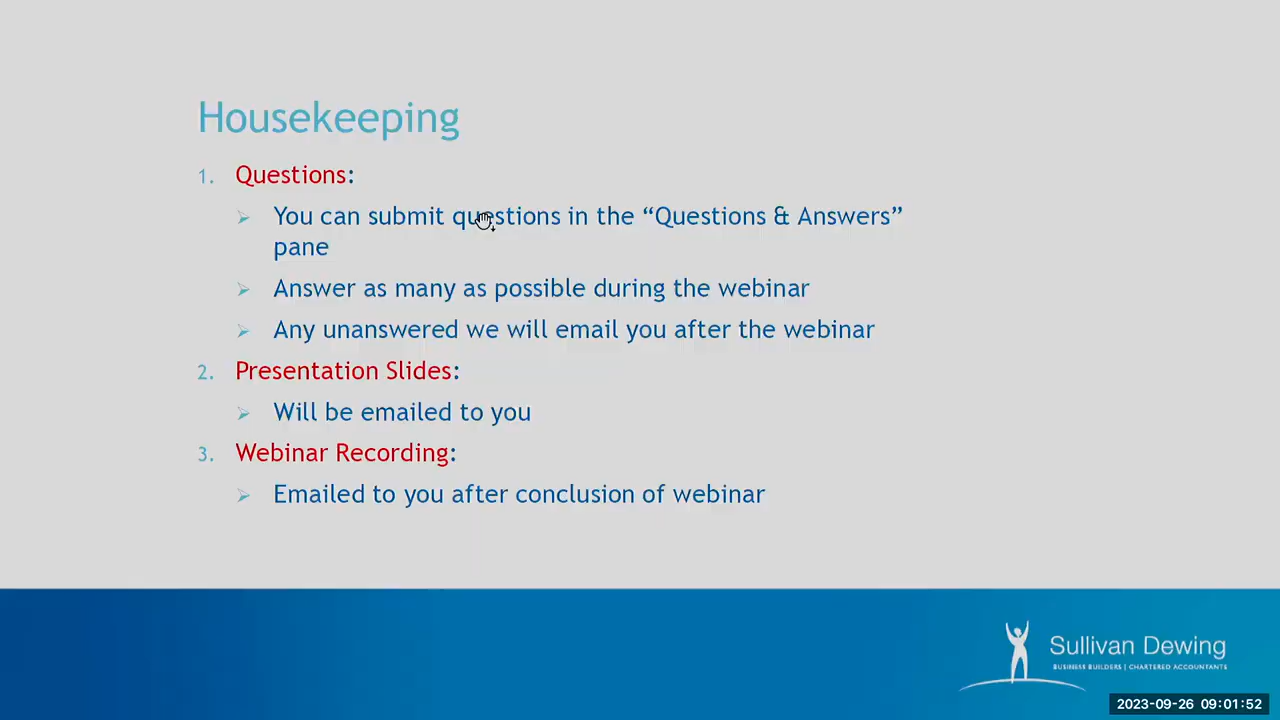 Housekeeping
1. Questions:
You can submit questions in the “Questions & Answers”
pane
Answer as many as possible during the webinar
Any unanswered we will email you after the webinar
2. Presentation Slides:
Will be emailed to you
3. Webinar Recording:
Emailed to you after conclusion of webinar
Sullivan Dewing
BUSINESS BUILDERS | CHARTERED ACCOUNTANTS
2023-09-26 09:01:52